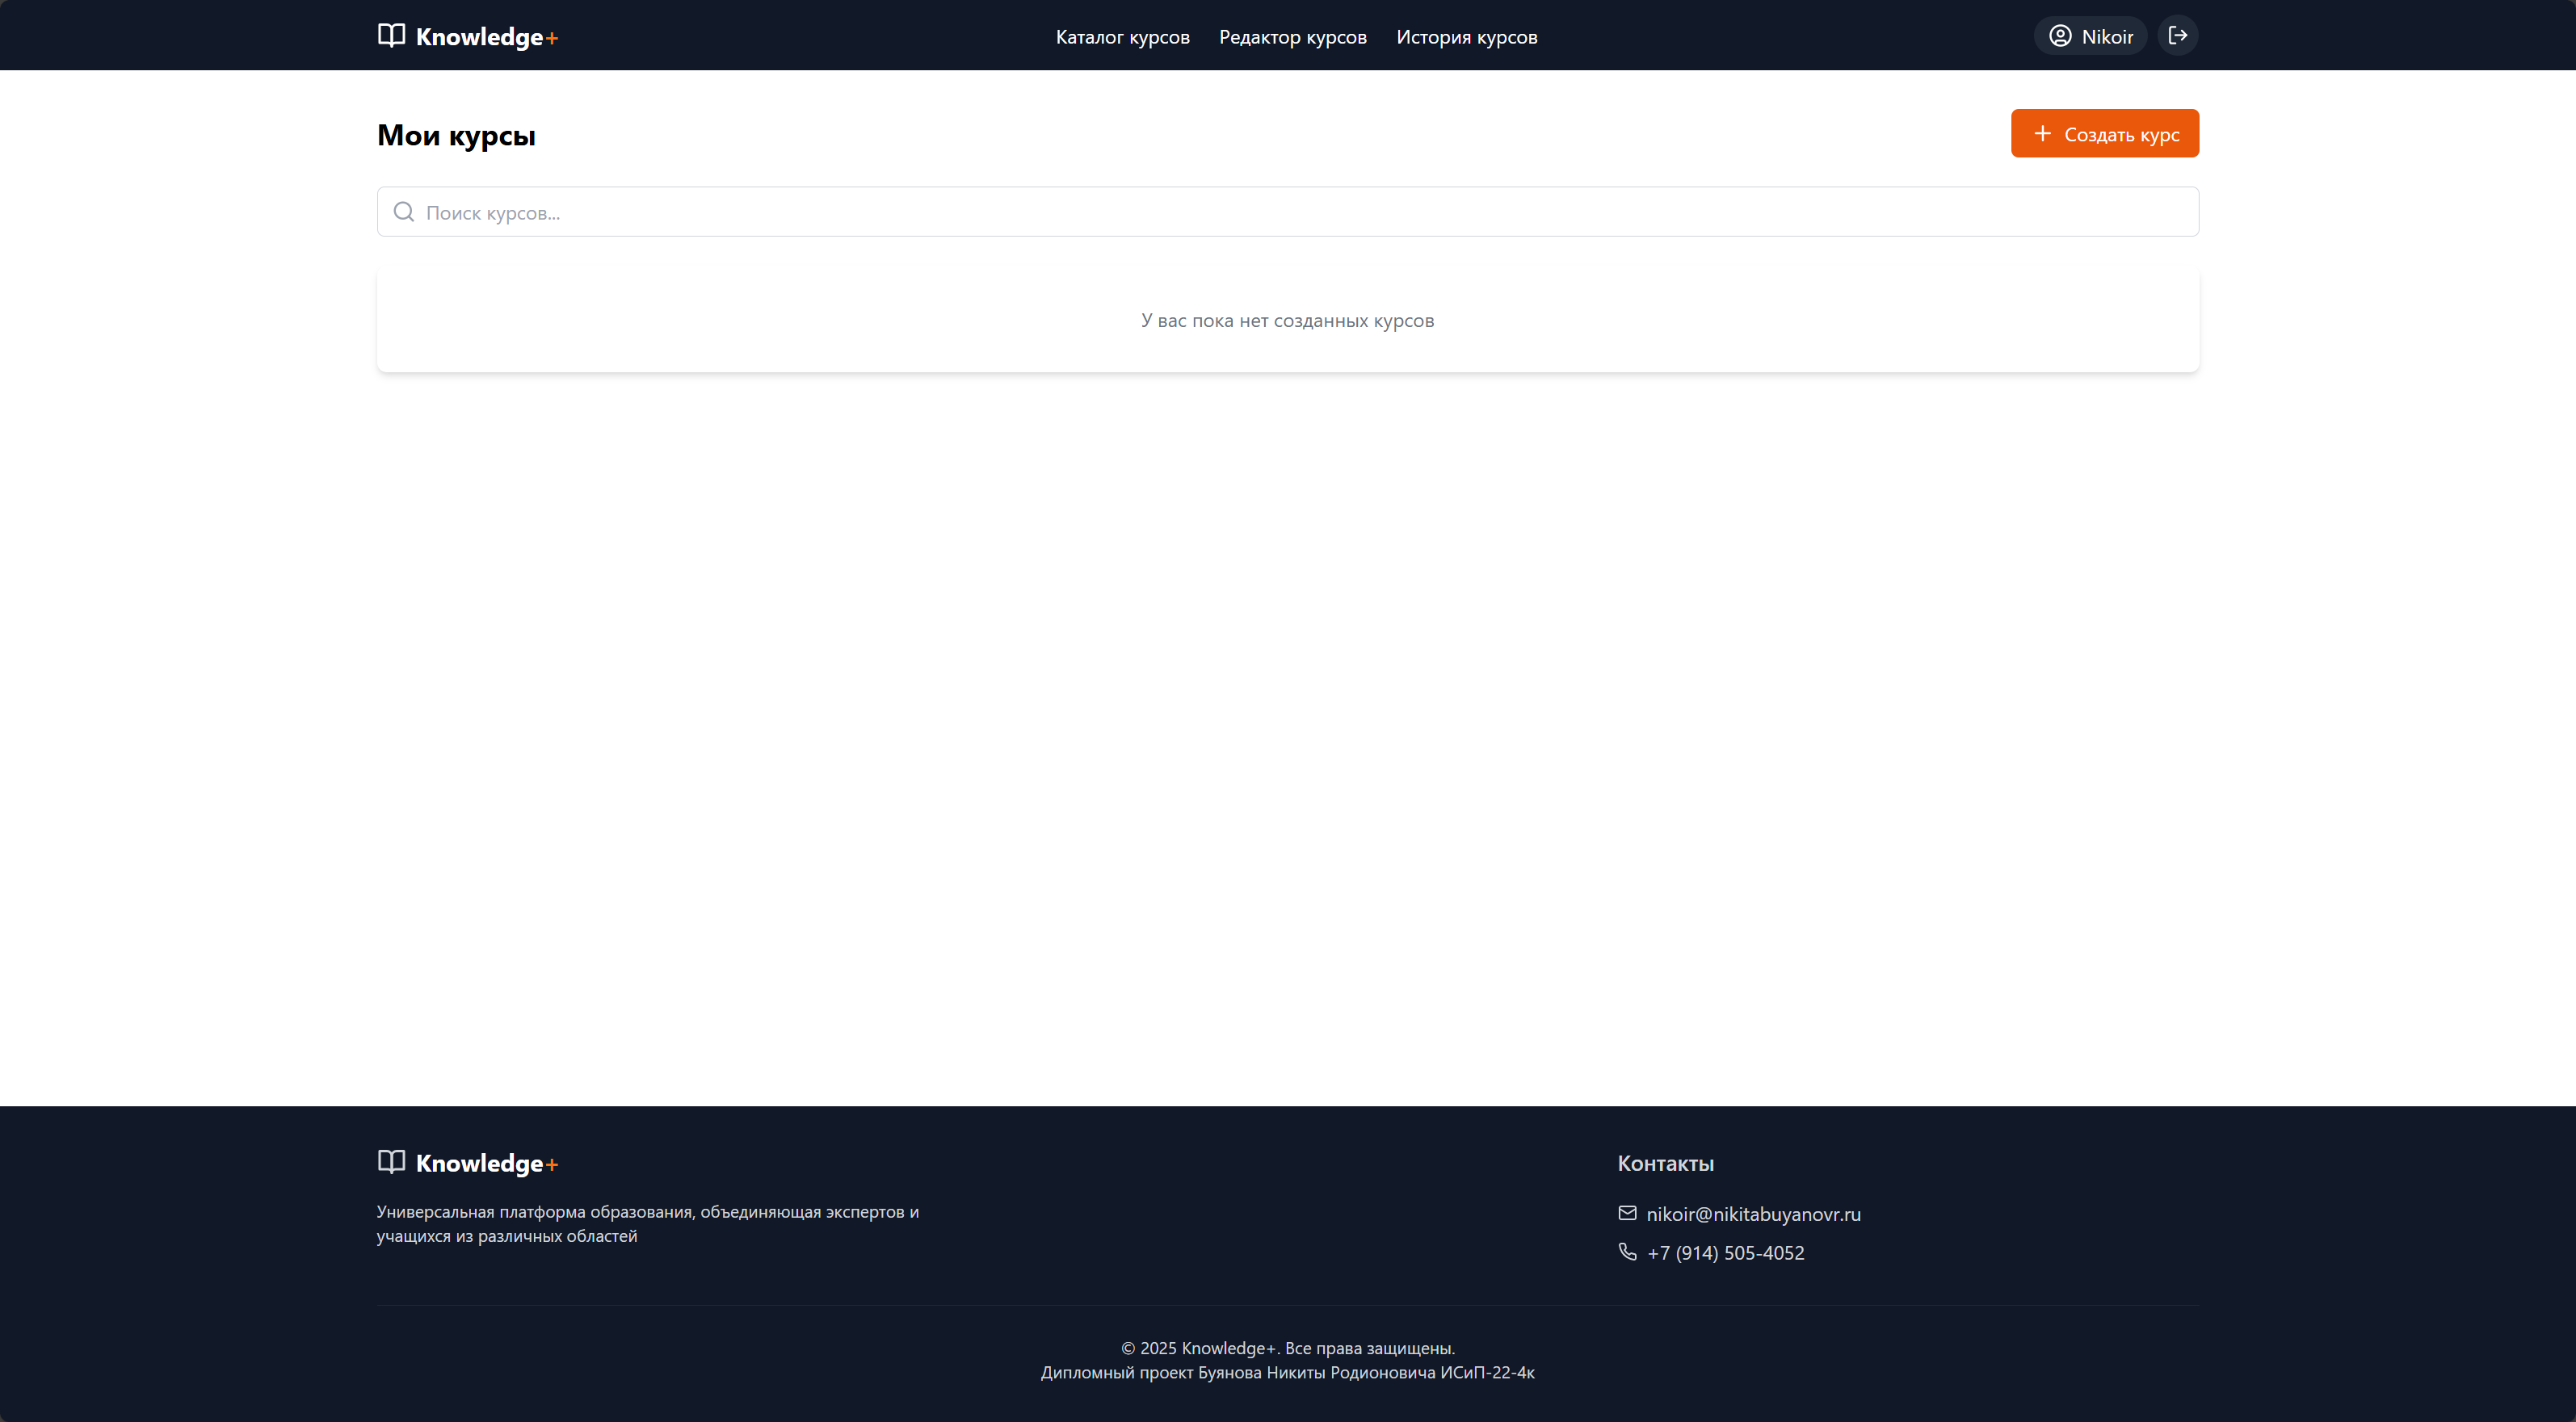 Knowledge+
Каталог курсов
Редактор курсов
История курсов
Nikoir
Мои курсы
Создать курс
Поиск курсов...
У вас пока нет созданных курсов
Knowledge+
Универсальная платформа образования, объединяющая экспертов и
учащихся из различных областей
Контакты
nikoir@nikitabuyanovr.ru
+7 (914) 505-4052
© 2025 Knowledge+. Все права защищены.
Дипломный проект Буянова Никиты Родионовича ИСиП-22-4к